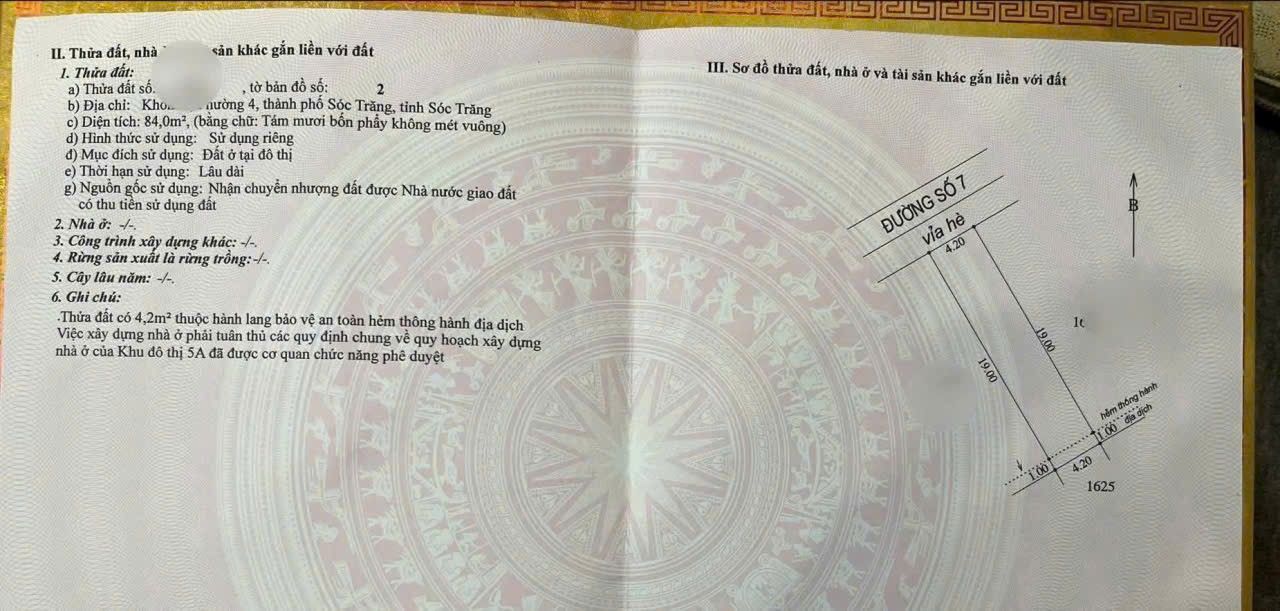 II. Thửa đất, nhà sản khác gắn liền với đất
1. Thửa đất:
a) Thửa đất số. , tờ bản đồ số: 2
b) Địa chỉ: 4, thành phố Sóc Trăng, tỉnh Sóc Trăng
c) Diện tích: 84,0m², (bằng chữ: Tám mươi bốn phẩy không mét vuông)
d) Hình thức sử dụng: Sử dụng riêng
đ) Mục đích sử dụng: Đất ở tại đô thị
e) Thời hạn sử dụng: Lâu dài
g) Nguồn gốc sử dụng: Nhận chuyển nhượng đất được Nhà nước giao đất
có thu tiền sử dụng đất
2. Nhà ở: -/-.
3. Công trình xây dựng khác: -/-.
4. Rừng sản xuất là rừng trồng: -/-.
5. Cây lâu năm: -/-.
6. Ghi chú:
.Thửa đất có 4,2m² thuộc hành lang bảo vệ an toàn hẻm thông hành địa dịch
Việc xây dựng nhà ở phải tuân thủ các quy định chung về quy hoạch xây dựng
nhà ở của Khu đô thị 5A đã được cơ quan chức năng phê duyệt
III. Sơ đồ thửa đất, nhà ở và tài sản khác gắn liền với đất
ĐƯỜNG SỐ 7
vỉa hè
4.20
B
19.00
19.00
hẻm thông hành
địa dịch
1.00
1.00
4.20
1625